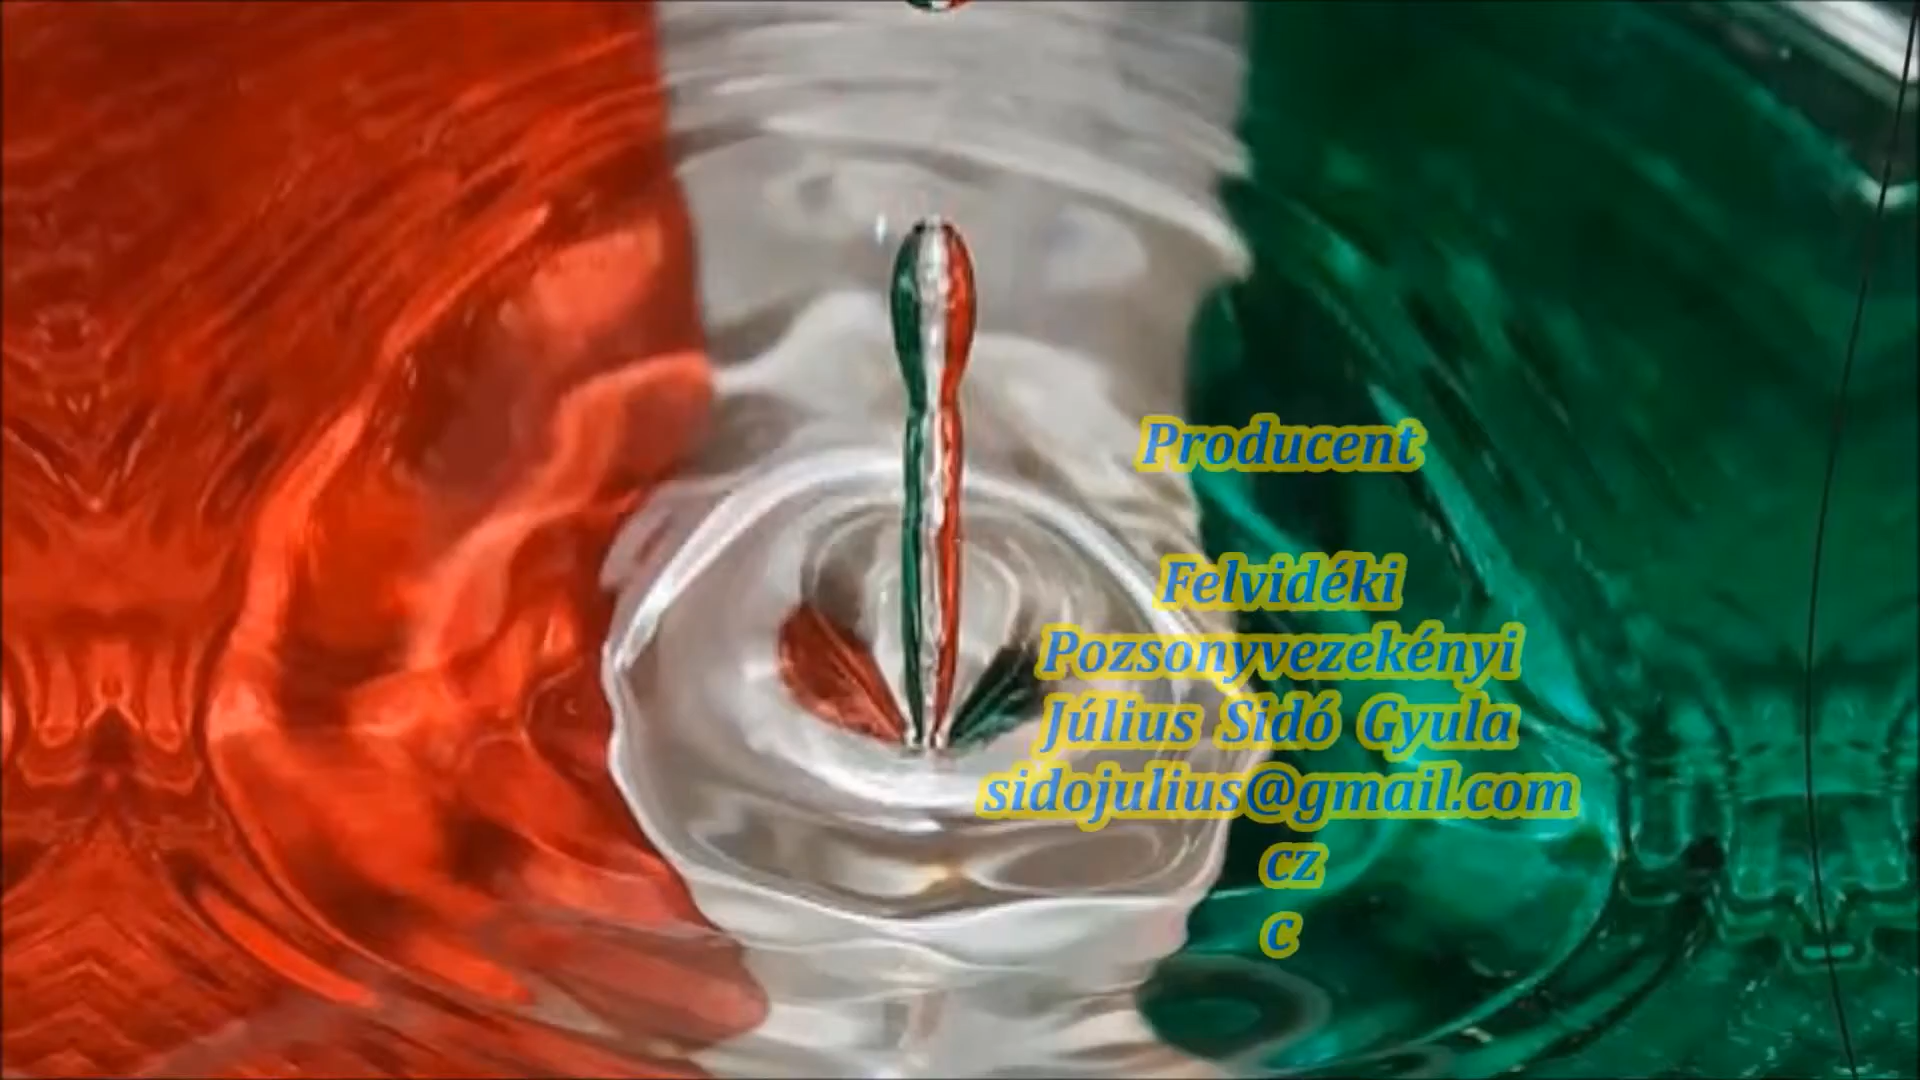 Producent
Felvidéki
Pozsonyvezekényi
Július Sidó Gyula
sidojulius@gmail.com
cz
c